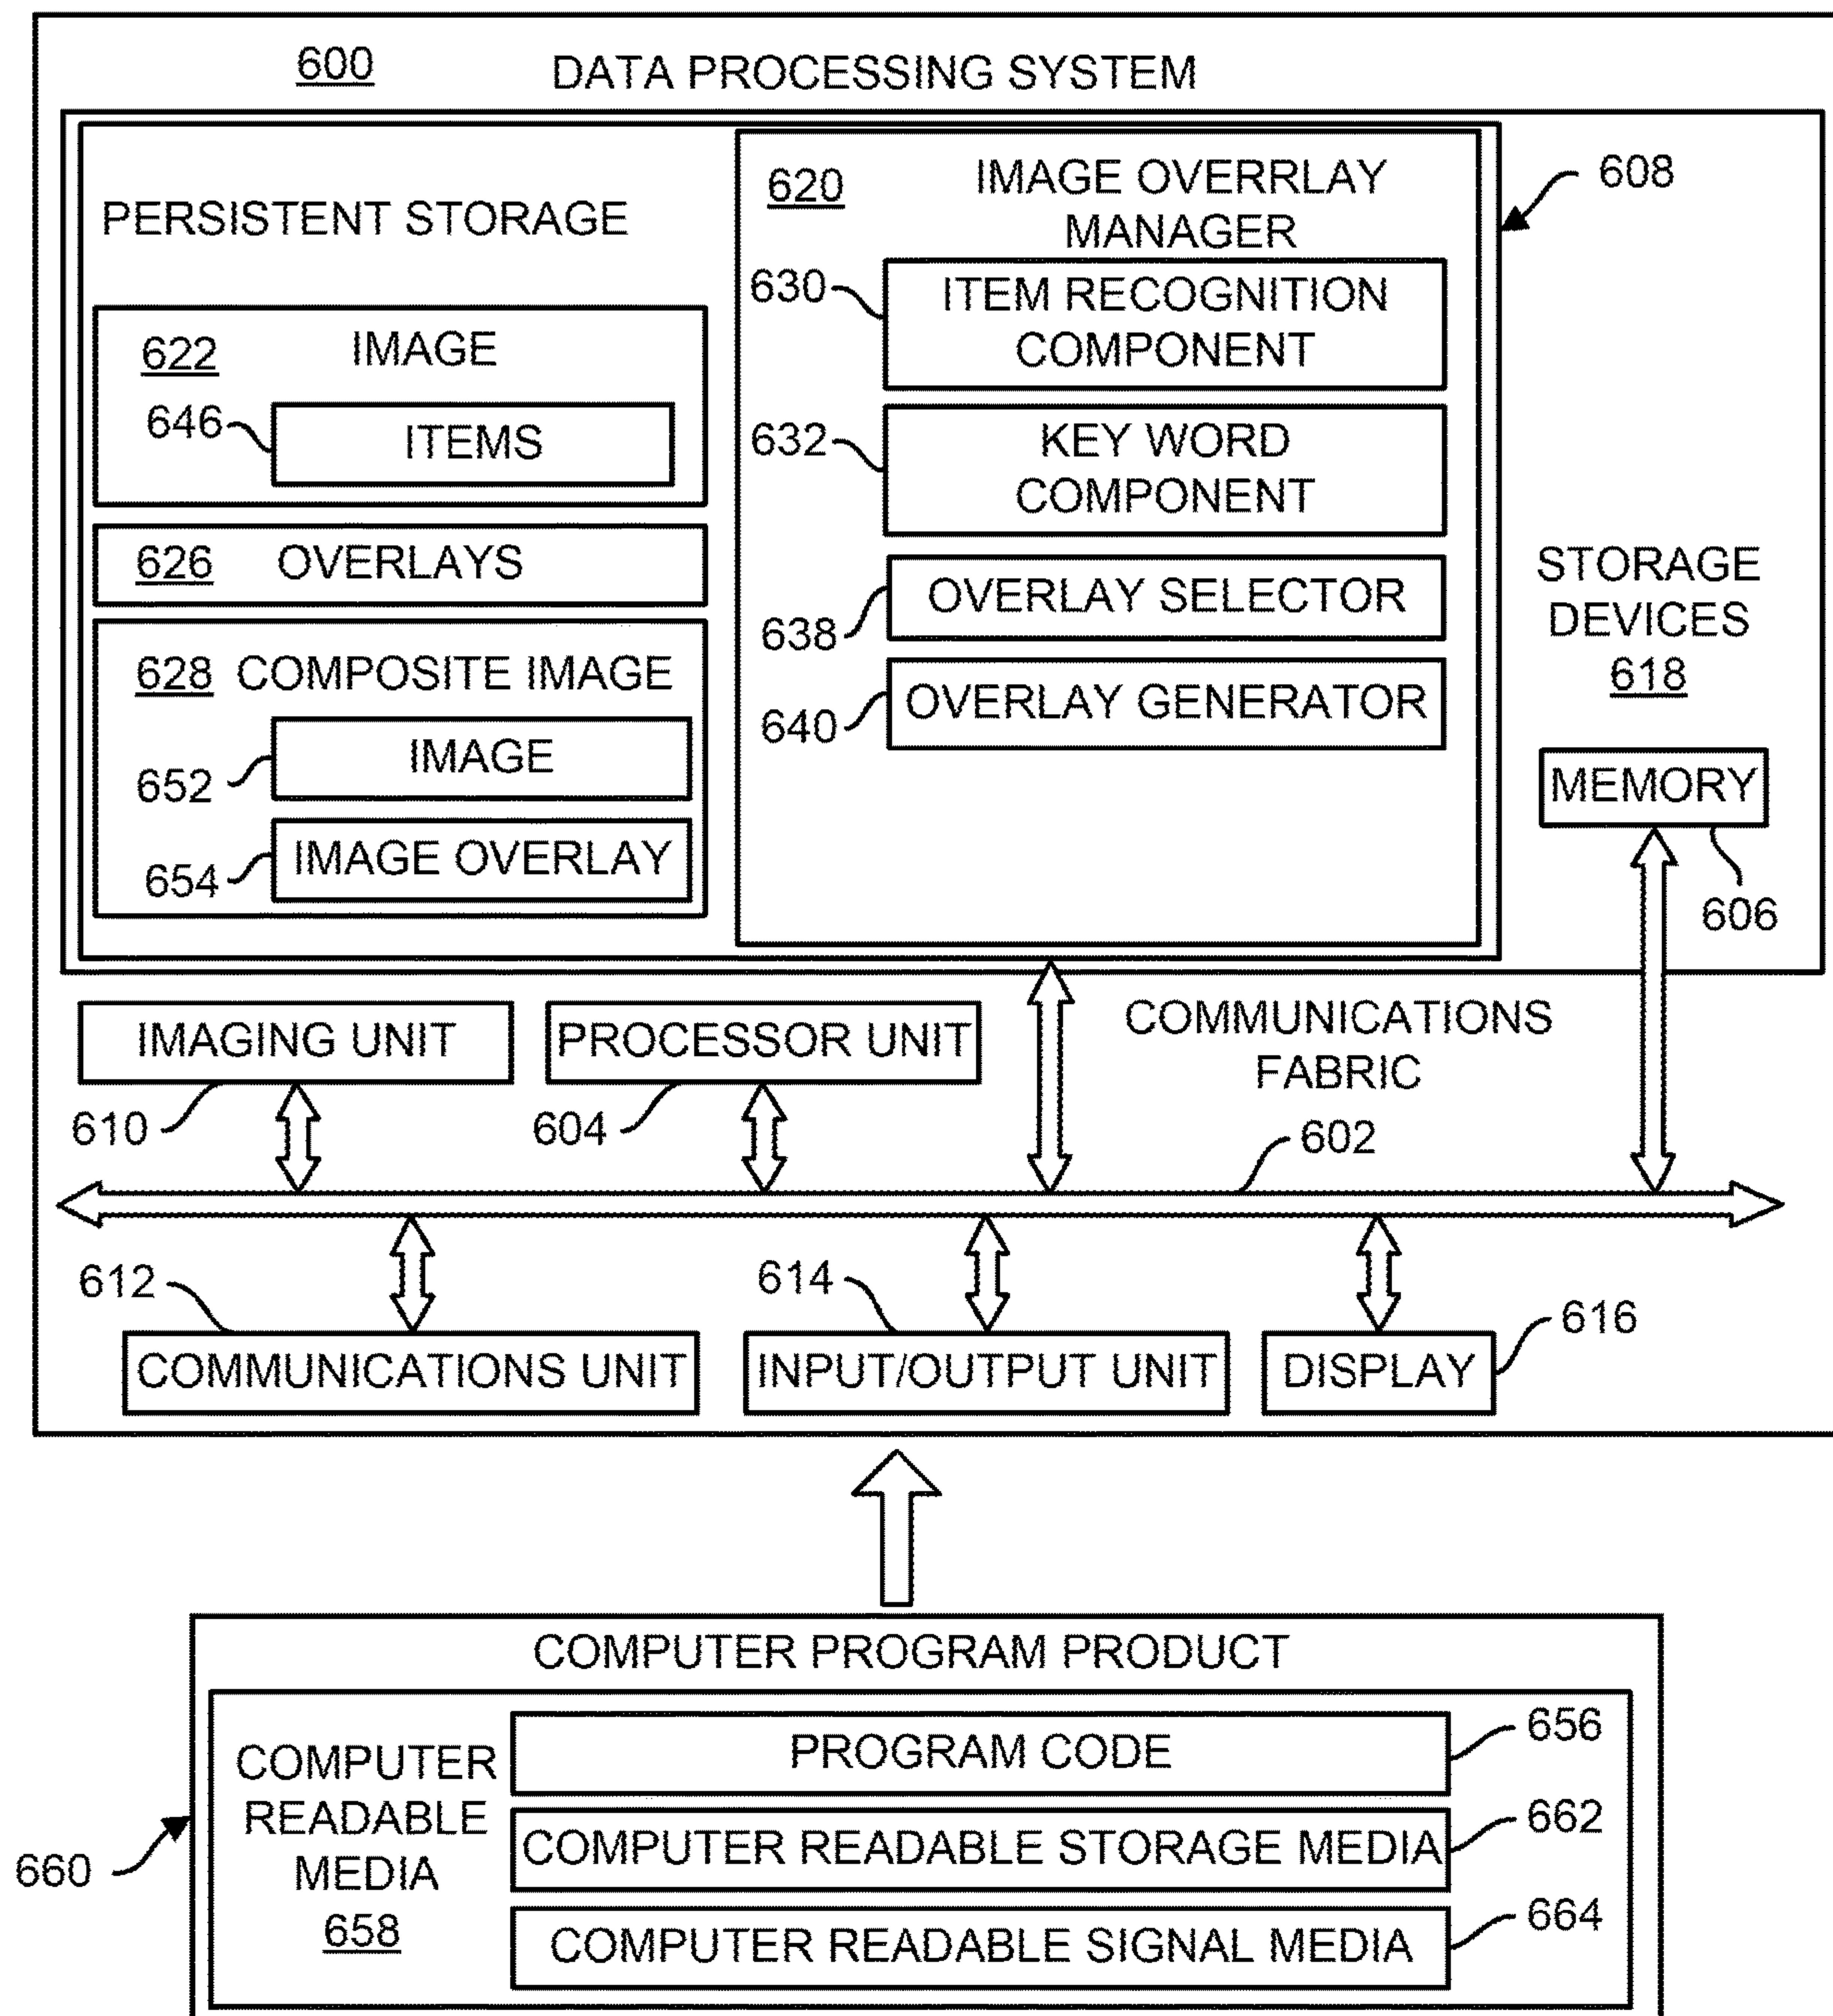 600 DATA PROCESSING SYSTEM
608
PERSISTENT STORAGE
620 IMAGE OVERRLAY
MANAGER
630 ITEM RECOGNITION
COMPONENT
622 IMAGE
646 ITEMS
632 KEY WORD
COMPONENT
626 OVERLAYS
638 OVERLAY SELECTOR
STORAGE
DEVICES
618
628 COMPOSITE IMAGE
640 OVERLAY GENERATOR
652 IMAGE
654 IMAGE OVERLAY
MEMORY
606
IMAGING UNIT
610
PROCESSOR UNIT
604
COMMUNICATIONS
FABRIC
602
612
COMMUNICATIONS UNIT
614
INPUT/OUTPUT UNIT
616
DISPLAY
COMPUTER PROGRAM PRODUCT
660
COMPUTER
READABLE
MEDIA
658
PROGRAM CODE 656
COMPUTER READABLE STORAGE MEDIA 662
COMPUTER READABLE SIGNAL MEDIA 664